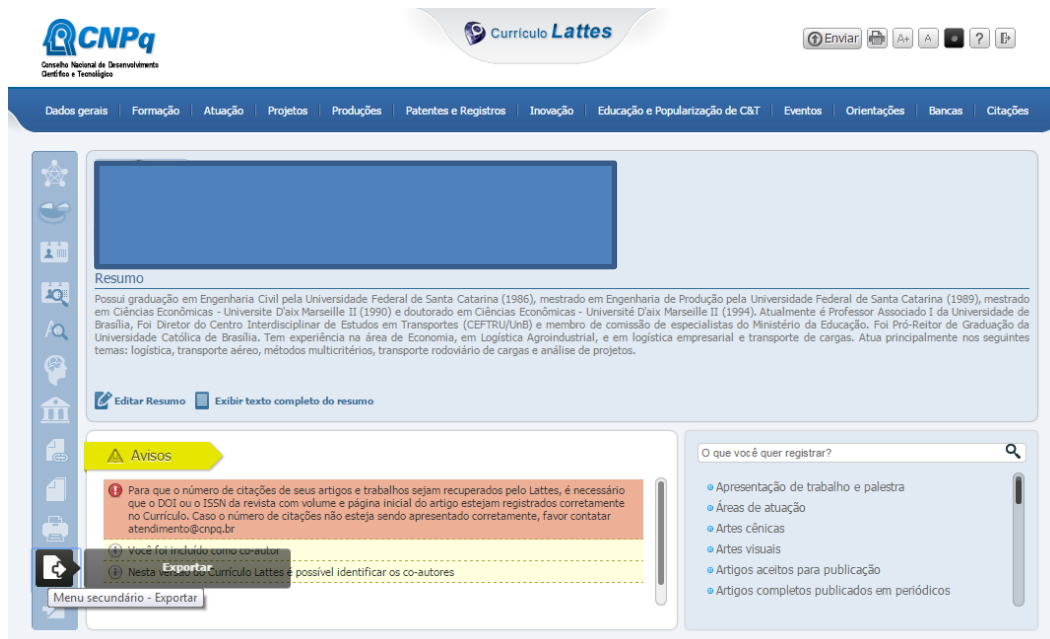 CNPq
Conselho Nacional de Desenvolvimento
Científico e Tecnológico
Currículo Lattes
Enviar A+ A ?
Dados gerais Formação Atuação Projetos Produções Patentes e Registros Inovação Educação e Popularização de C&T Eventos Orientações Bancas Citações
Resumo
Possui graduação em Engenharia Civil pela Universidade Federal de Santa Catarina (1986), mestrado em Engenharia de Produção pela Universidade Federal de Santa Catarina (1989), mestrado
em Ciências Econômicas - Universite D'aix Marseille II (1990) e doutorado em Ciências Econômicas - Université D'aix Marseille II (1994). Atualmente é Professor Associado I da Universidade de
Brasília, Foi Diretor do Centro Interdisciplinar de Estudos em Transportes (CEFTRU/UnB) e membro de comissão de especialistas do Ministério da Educação. Foi Pró-Reitor de Graduação da
Universidade Católica de Brasília. Tem experiência na área de Economia, em Logística Agroindustrial, e em logística empresarial e transporte de cargas. Atua principalmente nos seguintes
temas: logística, transporte aéreo, métodos multicritérios, transporte rodoviário de cargas e análise de projetos.
Editar Resumo Exibir texto completo do resumo
Avisos
Para que o número de citações de seus artigos e trabalhos sejam recuperados pelo Lattes, é necessário
que o DOI ou o ISSN da revista com volume e página inicial do artigo estejam registrados corretamente
no Currículo. Caso o número de citações não esteja sendo apresentado corretamente, favor contatar
atendimento@cnpq.br
Você foi incluído como co-autor
Exportar
Nesta versão do Currículo Lattes é possível identificar os co-autores
Menu secundário - Exportar
O que você quer registrar?
Apresentação de trabalho e palestra
Áreas de atuação
Artes cênicas
Artes visuais
Artigos aceitos para publicação
Artigos completos publicados em periódicos